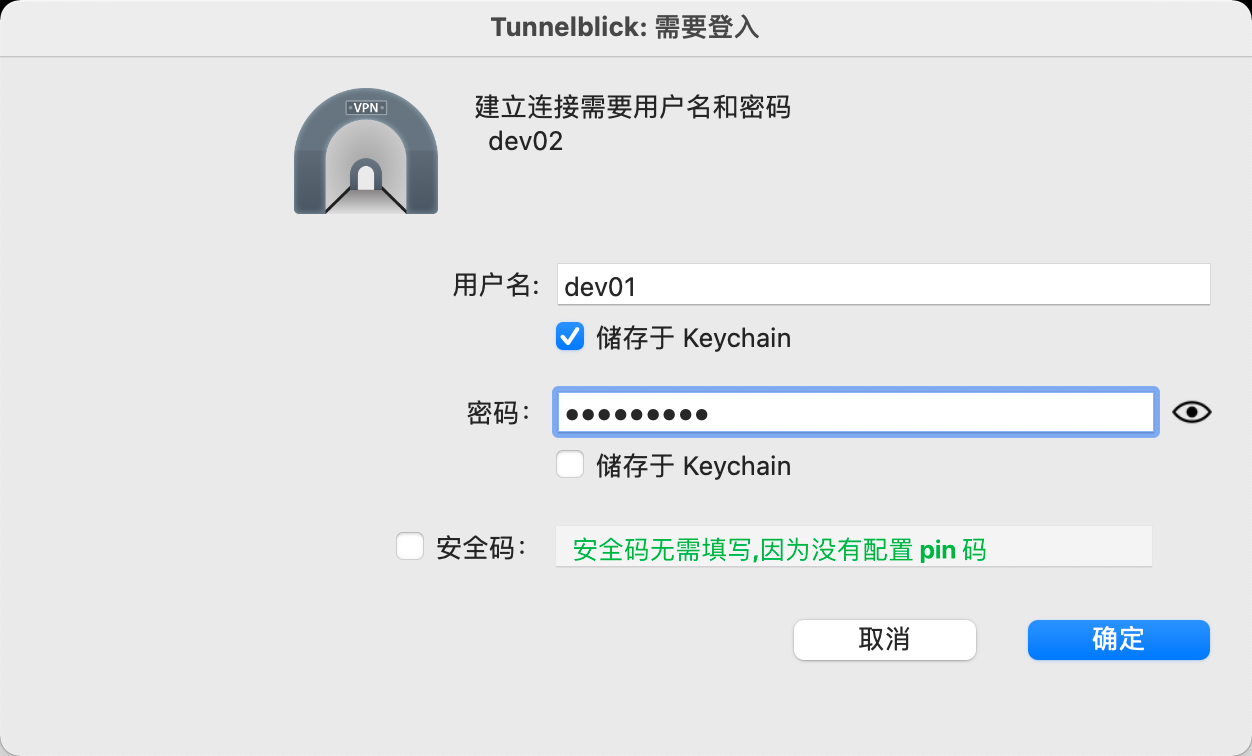 Tunnelblick: 需要登入
VPN
建立连接需要用户名和密码
dev02
用户名: dev01
储存于 Keychain
密码: ●●●●●●●●●
储存于 Keychain
安全码: 安全码无需填写,因为没有配置 pin 码
取消 确定